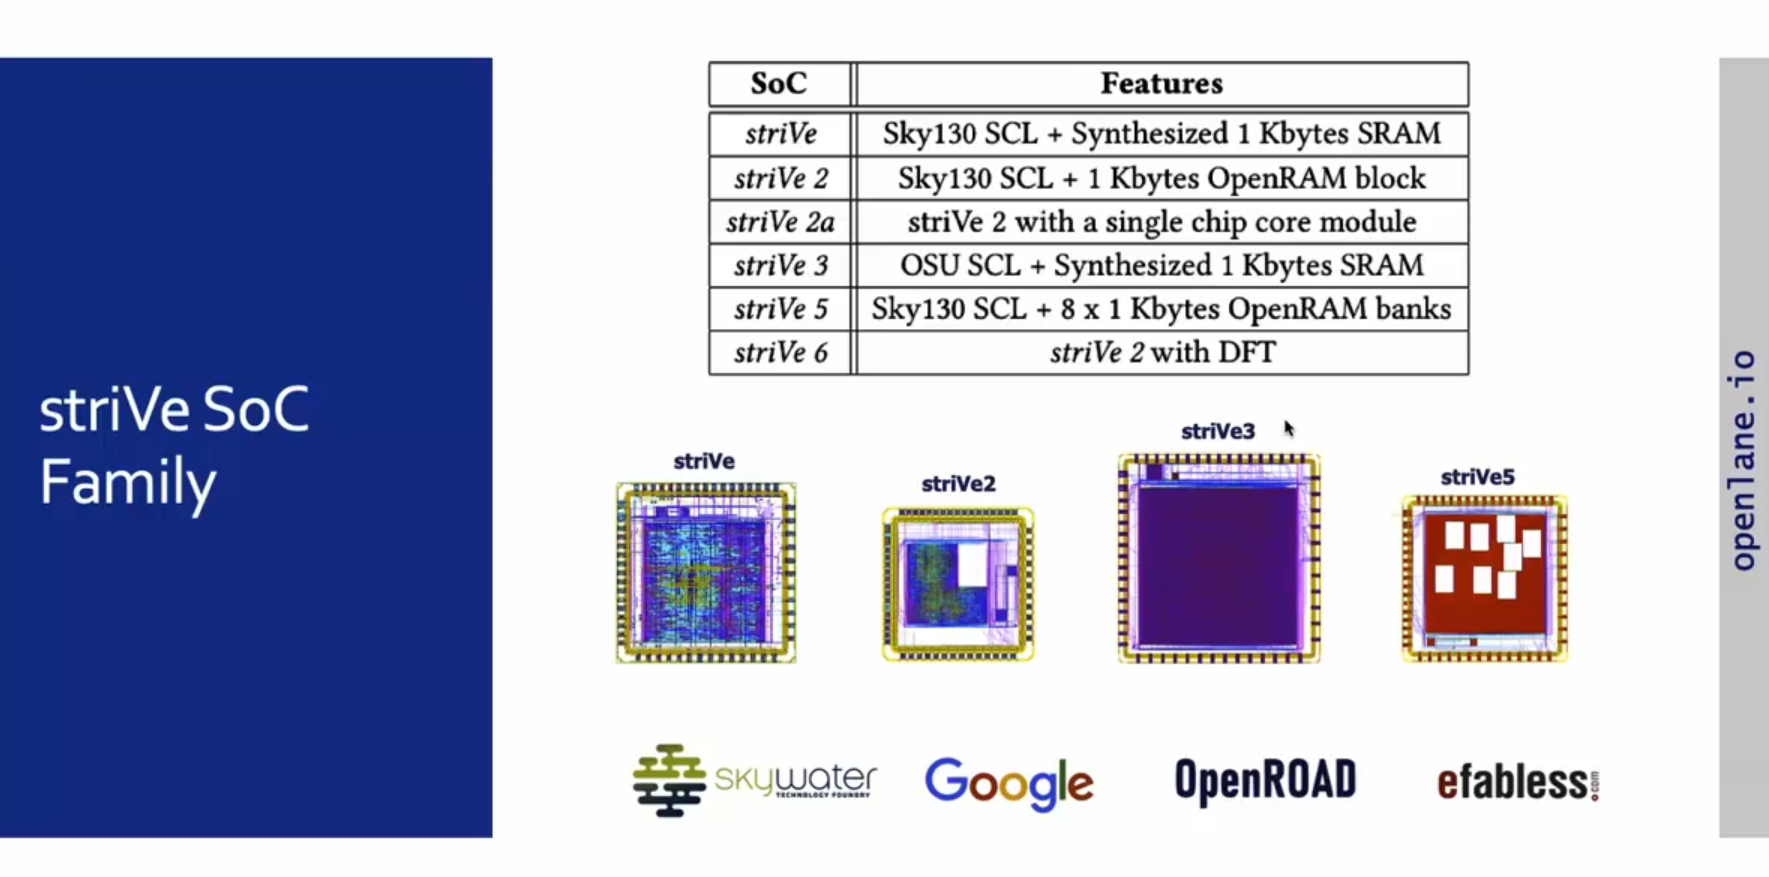 striVe SoC
Family
SoC Features
striVe Sky130 SCL + Synthesized 1 Kbytes SRAM
striVe 2 Sky130 SCL + 1 Kbytes OpenRAM block
striVe 2a striVe 2 with a single chip core module
striVe 3 OSU SCL + Synthesized 1 Kbytes SRAM
striVe 5 Sky130 SCL + 8 x 1 Kbytes OpenRAM banks
striVe 6 striVe 2 with DFT
striVe
striVe2
striVe3
striVe5
skywater
TECHNOLOGY FOUNDRY
Google
OpenROAD
efabless.com
openlane.io